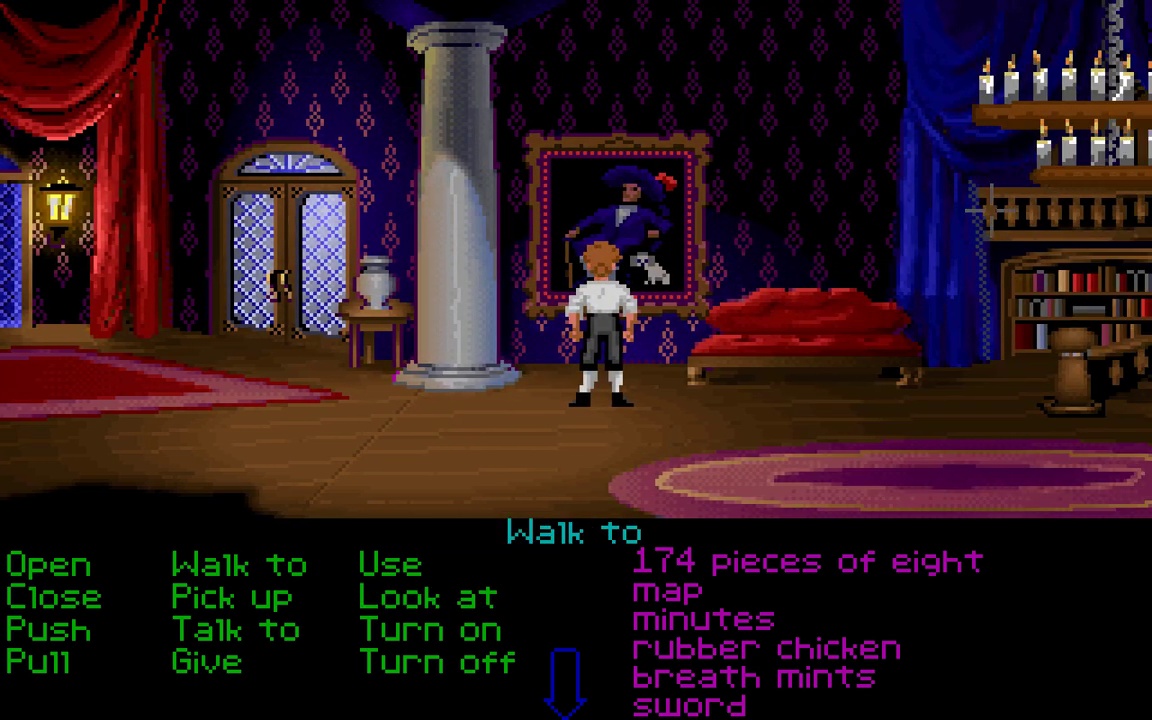 Walk to
Open Walk to Use
Close Pick up Look at
Push Talk to Turn on
Pull Give Turn off
174 pieces of eight
map
minutes
rubber chicken
breath mints
sword